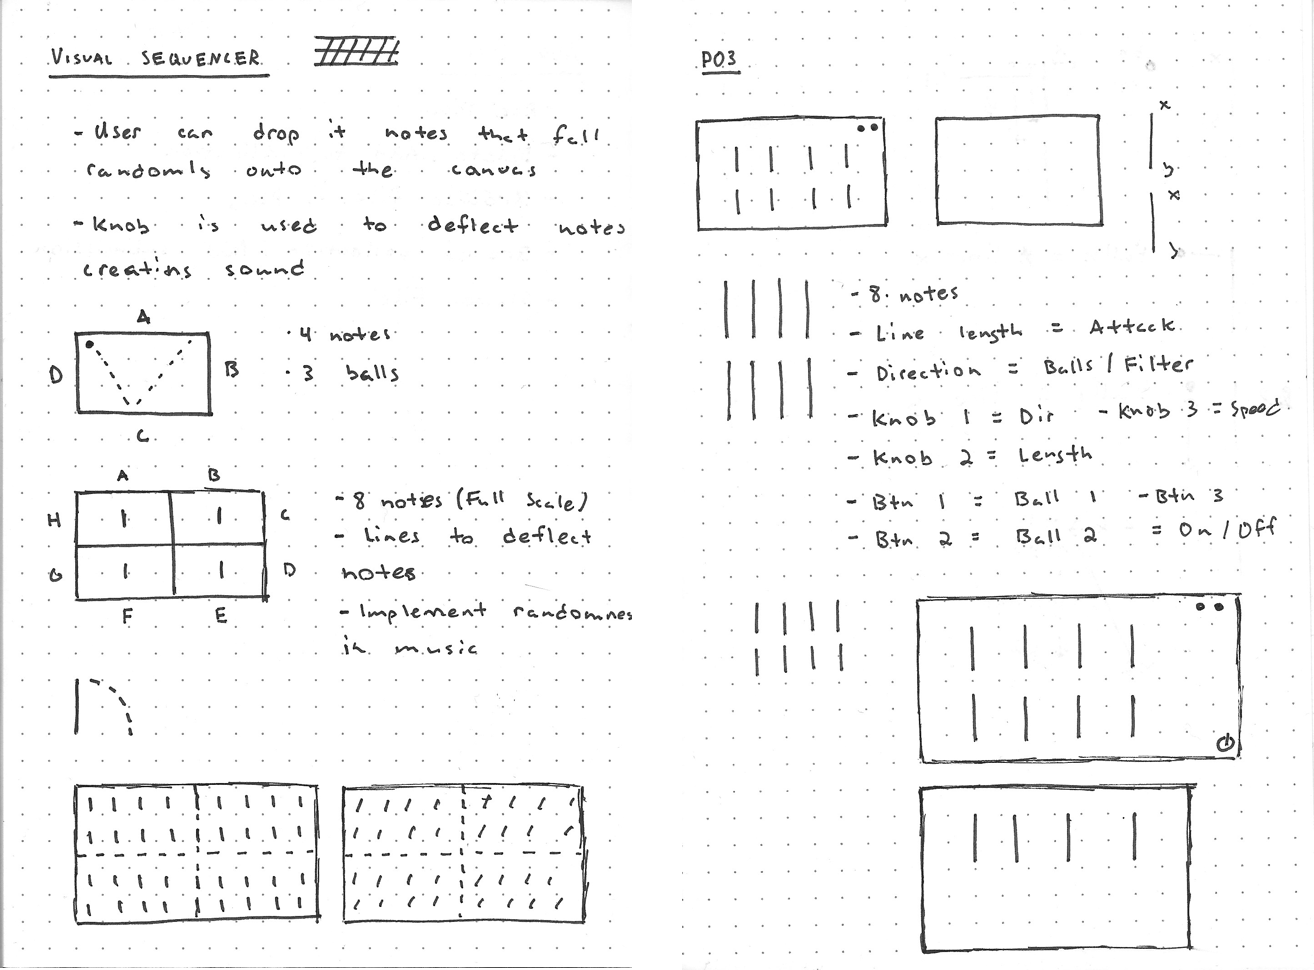 VISUAL SEQUENCER
- User can drop it notes that fall
randomly onto the canvas
- Knob is used to deflect notes
creating sound
A
D
B
C
· 4 notes
· 3 balls
A B
H
C
G
D
F E
- 8 notes (Full Scale)
- Lines to deflect
notes
- Implement randomnes
in music
P03
x
y
x
y
- 8 notes
- Line length = Attack
- Direction = Balls / Filter
- Knob 1 = Dir - Knob 3 = Speed
- Knob 2 = Length
- Btn 1 = Ball 1 - Btn 3
- Btn 2 = Ball 2 = On / Off